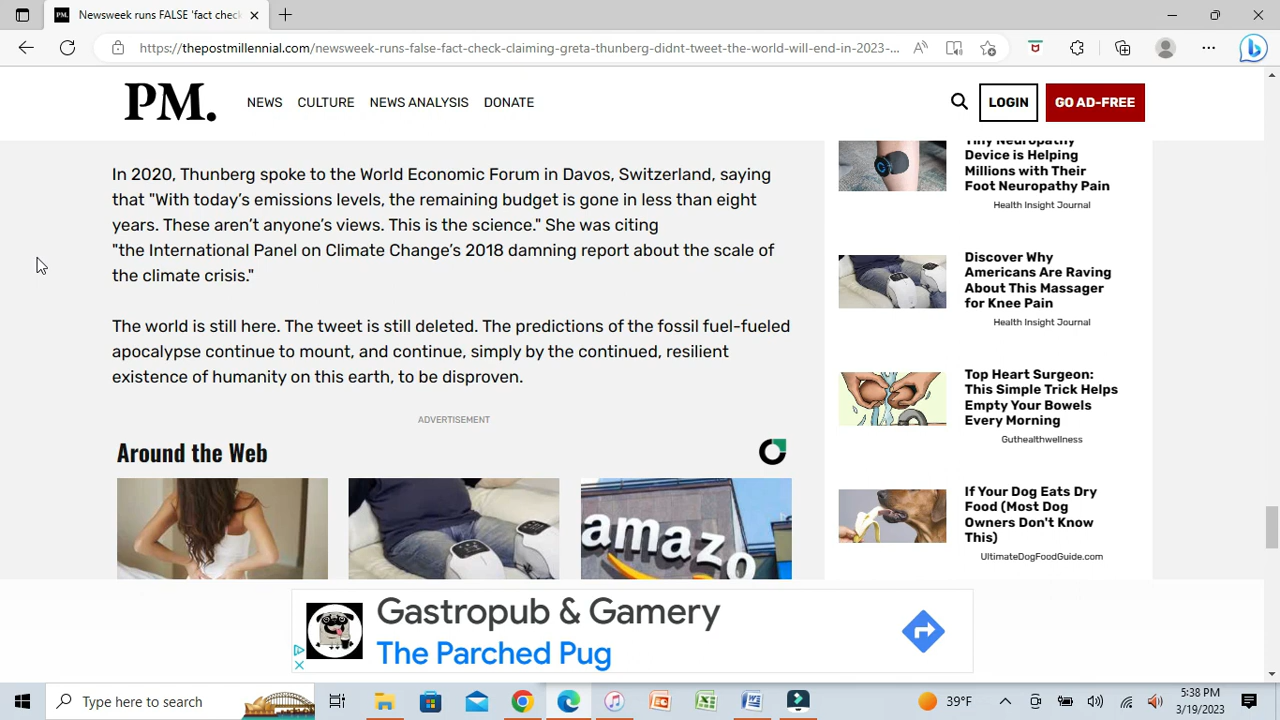 Newsweek runs false fact check
https://thepostmillennial.com/newsweek-runs-false-fact-check-claiming-greta-thunberg-didnt-tweet-the-world-will-end-in-2023-...
PM.
NEWS
CULTURE
NEWS ANALYSIS
DONATE
LOGIN
GO AD-FREE
In 2020, Thunberg spoke to the World Economic Forum in Davos, Switzerland, saying
that "With today's emissions levels, the remaining budget is gone in less than eight
years. These aren't anyone's views. This is the science." She was citing
"the International Panel on Climate Change's 2018 damning report about the scale of
the climate crisis."
The world is still here. The tweet is still deleted. The predictions of the fossil fuel-fueled
apocalypse continue to mount, and continue, simply by the continued, resilient
existence of humanity on this earth, to be disproven.
ADVERTISEMENT
Around the Web
amazo
Tiny Neuropathy
Device is Helping
Millions with Their
Foot Neuropathy Pain
Health Insight Journal
Discover Why
Americans Are Raving
About This Massager
for Knee Pain
Health Insight Journal
Top Heart Surgeon:
This Simple Trick Helps
Empty Your Bowels
Every Morning
Guthealthwellness
If Your Dog Eats Dry
Food (Most Dog
Owners Don't Know
This)
UltimateDogFoodGuide.com
Gastropub & Gamery
The Parched Pug
Type here to search
39°F
5:38 PM
3/19/2023